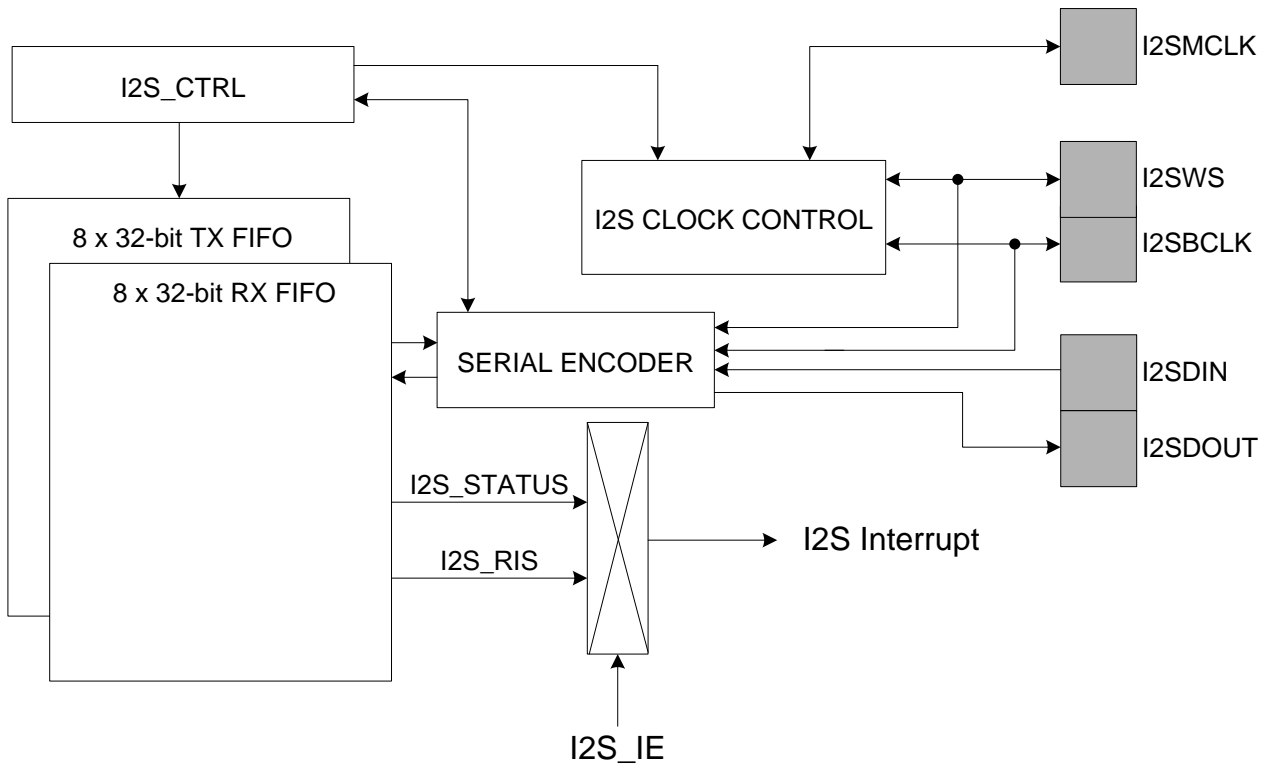 I2S_CTRL
I2SMCLK
I2S CLOCK CONTROL
I2SWS
I2SBCLK
8 x 32-bit TX FIFO
8 x 32-bit RX FIFO
SERIAL ENCODER
I2SDIN
I2SDOUT
I2S_STATUS
I2S_RIS
I2S Interrupt
I2S_IE